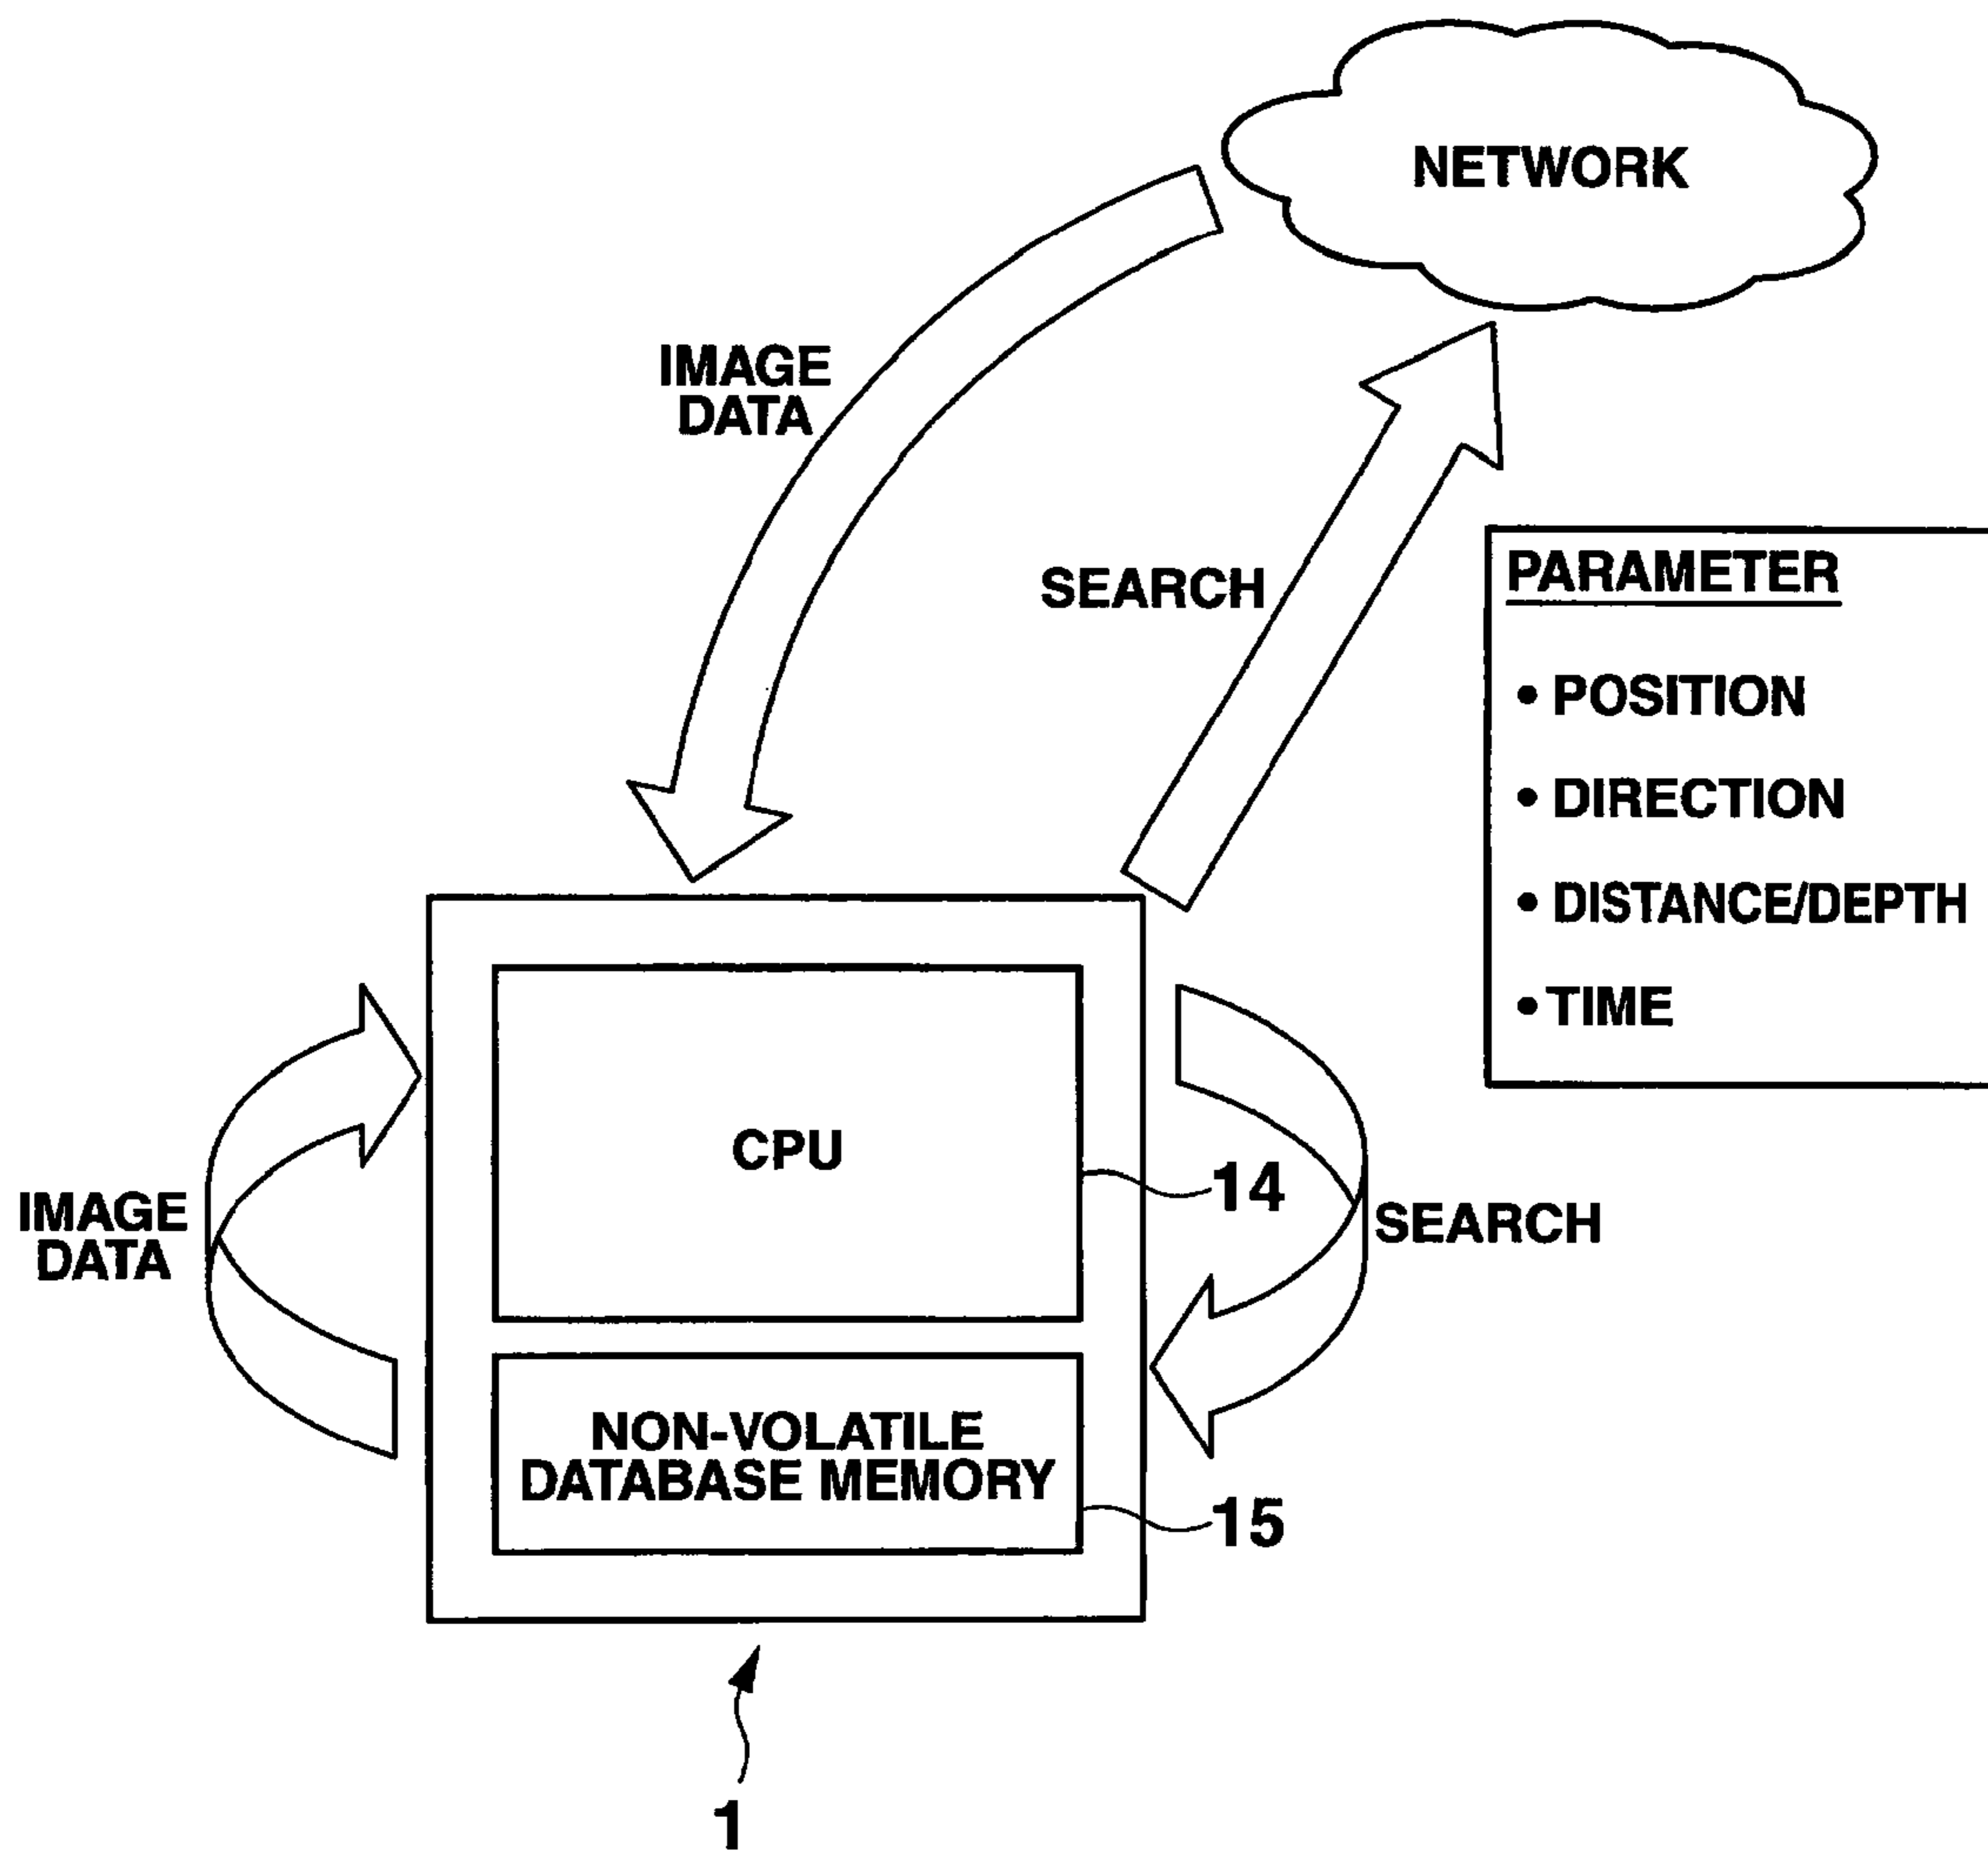 NETWORK
IMAGE
DATA
SEARCH
PARAMETER
• POSITION
• DIRECTION
• DISTANCE/DEPTH
• TIME
CPU
14
IMAGE
DATA
SEARCH
NON-VOLATILE
DATABASE MEMORY
15
1